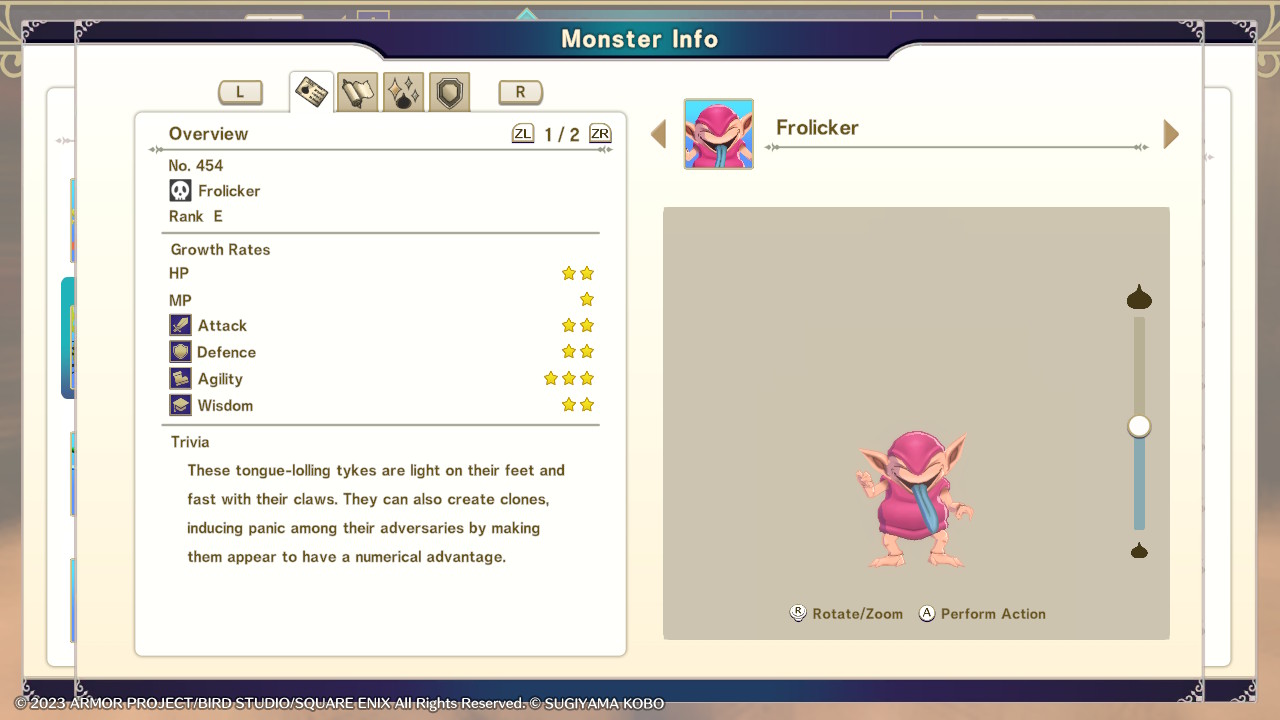 Monster Info
L
R
Overview
ZL 1 / 2 ZR
No. 454
Frolicker
Rank E
Growth Rates
HP
MP
Attack
Defence
Agility
Wisdom
Trivia
These tongue-lolling tykes are light on their feet and
fast with their claws. They can also create clones,
inducing panic among their adversaries by making
them appear to have a numerical advantage.
Frolicker
R Rotate/Zoom A Perform Action
© 2023 ARMOR PROJECT/BIRD STUDIO/SQUARE ENIX All Rights Reserved. © SUGIYAMA KOBO